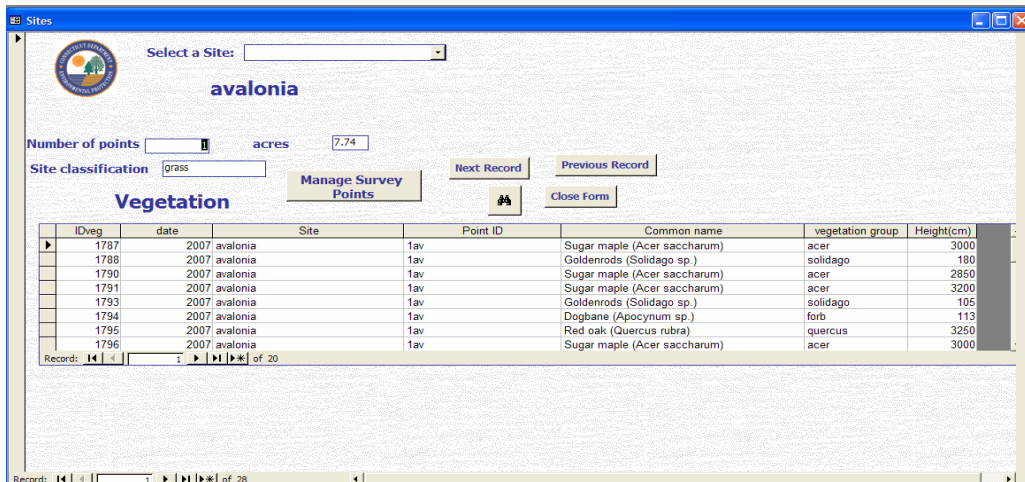 Sites
CONNECTICUT DEPARTMENT
ENVIRONMENTAL PROTECTION
Select a Site:
avalonia
Number of points 1 acres 7.74
Site classification grass
Manage Survey
Points
Next Record Previous Record
Close Form
Vegetation
IDveg date Site Point ID Common name vegetation group Height(cm)
1787 2007 avalonia 1av Sugar maple (Acer saccharum) acer 3000
1788 2007 avalonia 1av Goldenrods (Solidago sp.) solidago 180
1790 2007 avalonia 1av Sugar maple (Acer saccharum) acer 2850
1791 2007 avalonia 1av Sugar maple (Acer saccharum) acer 3200
1793 2007 avalonia 1av Goldenrods (Solidago sp.) solidago 105
1794 2007 avalonia 1av Dogbane (Apocynum sp.) forb 113
1795 2007 avalonia 1av Red oak (Quercus rubra) quercus 3250
1796 2007 avalonia 1av Sugar maple (Acer saccharum) acer 3000
Record: 1 of 20
Record: 1 of 28